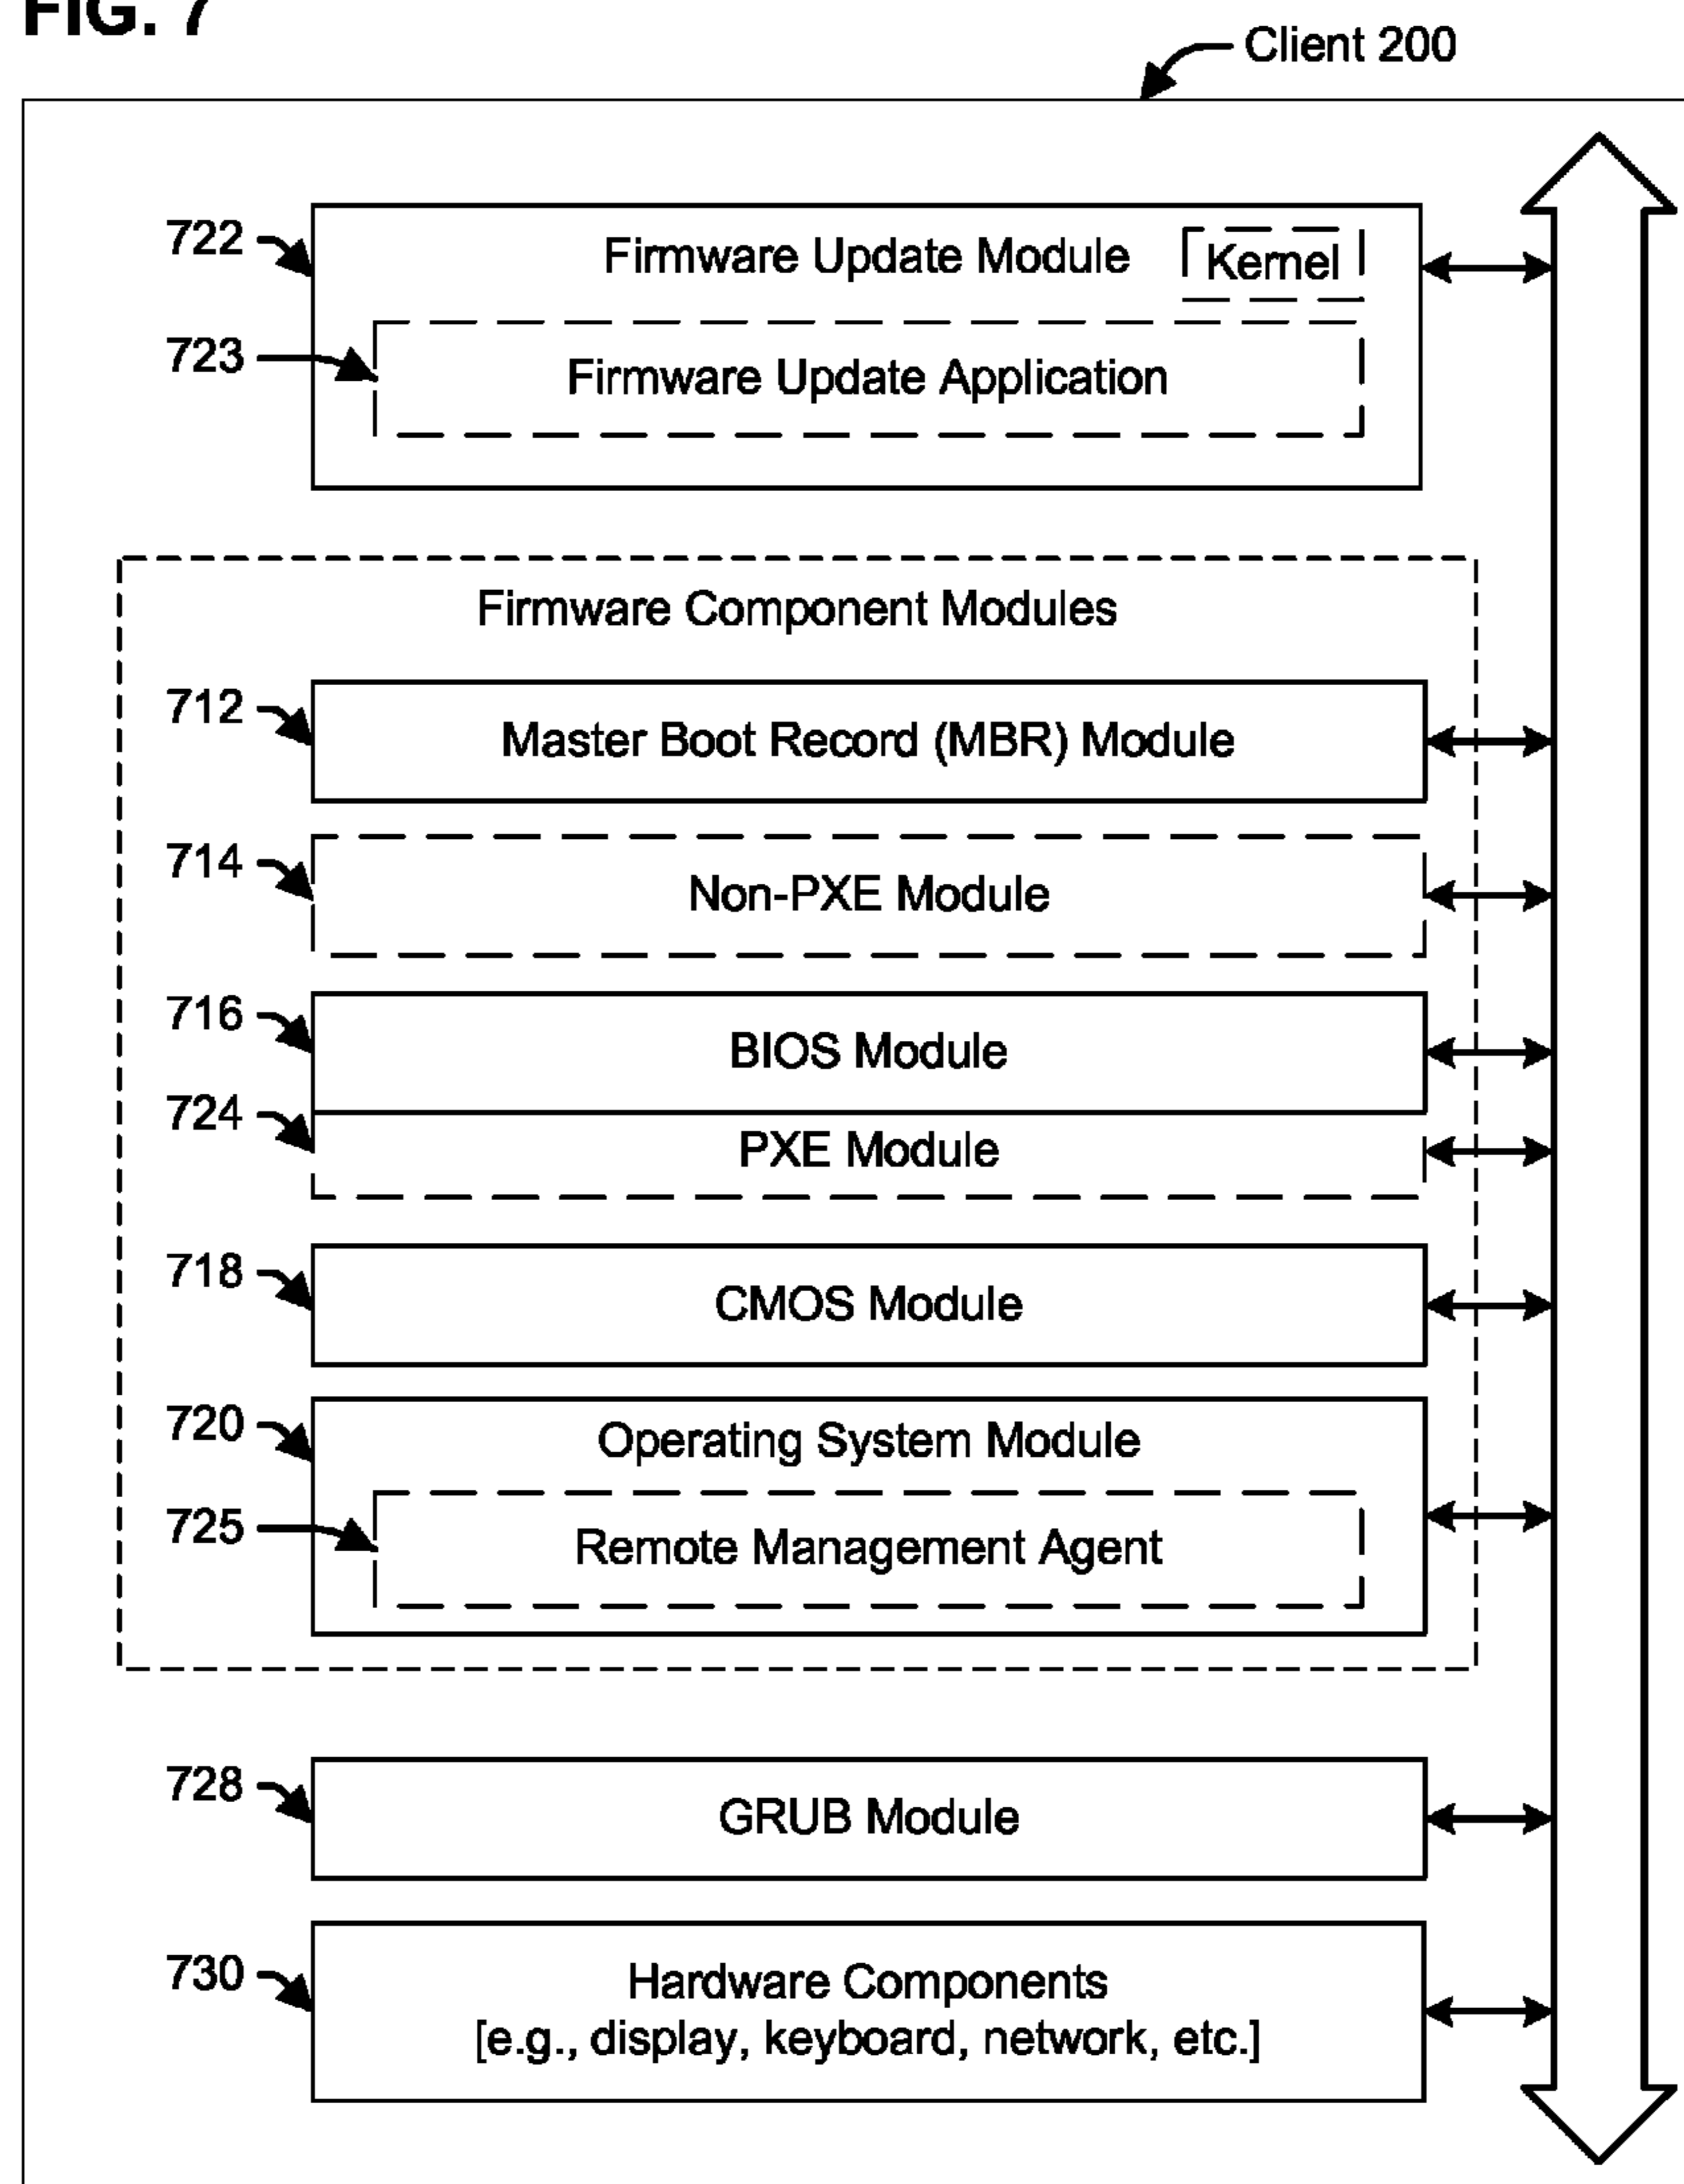 FIG. 7
Client 200
722
Firmware Update Module
Kernel
723
Firmware Update Application
Firmware Component Modules
712
Master Boot Record (MBR) Module
714
Non-PXE Module
716
BIOS Module
724
PXE Module
718
CMOS Module
720
Operating System Module
725
Remote Management Agent
728
GRUB Module
730
Hardware Components
[e.g., display, keyboard, network, etc.]